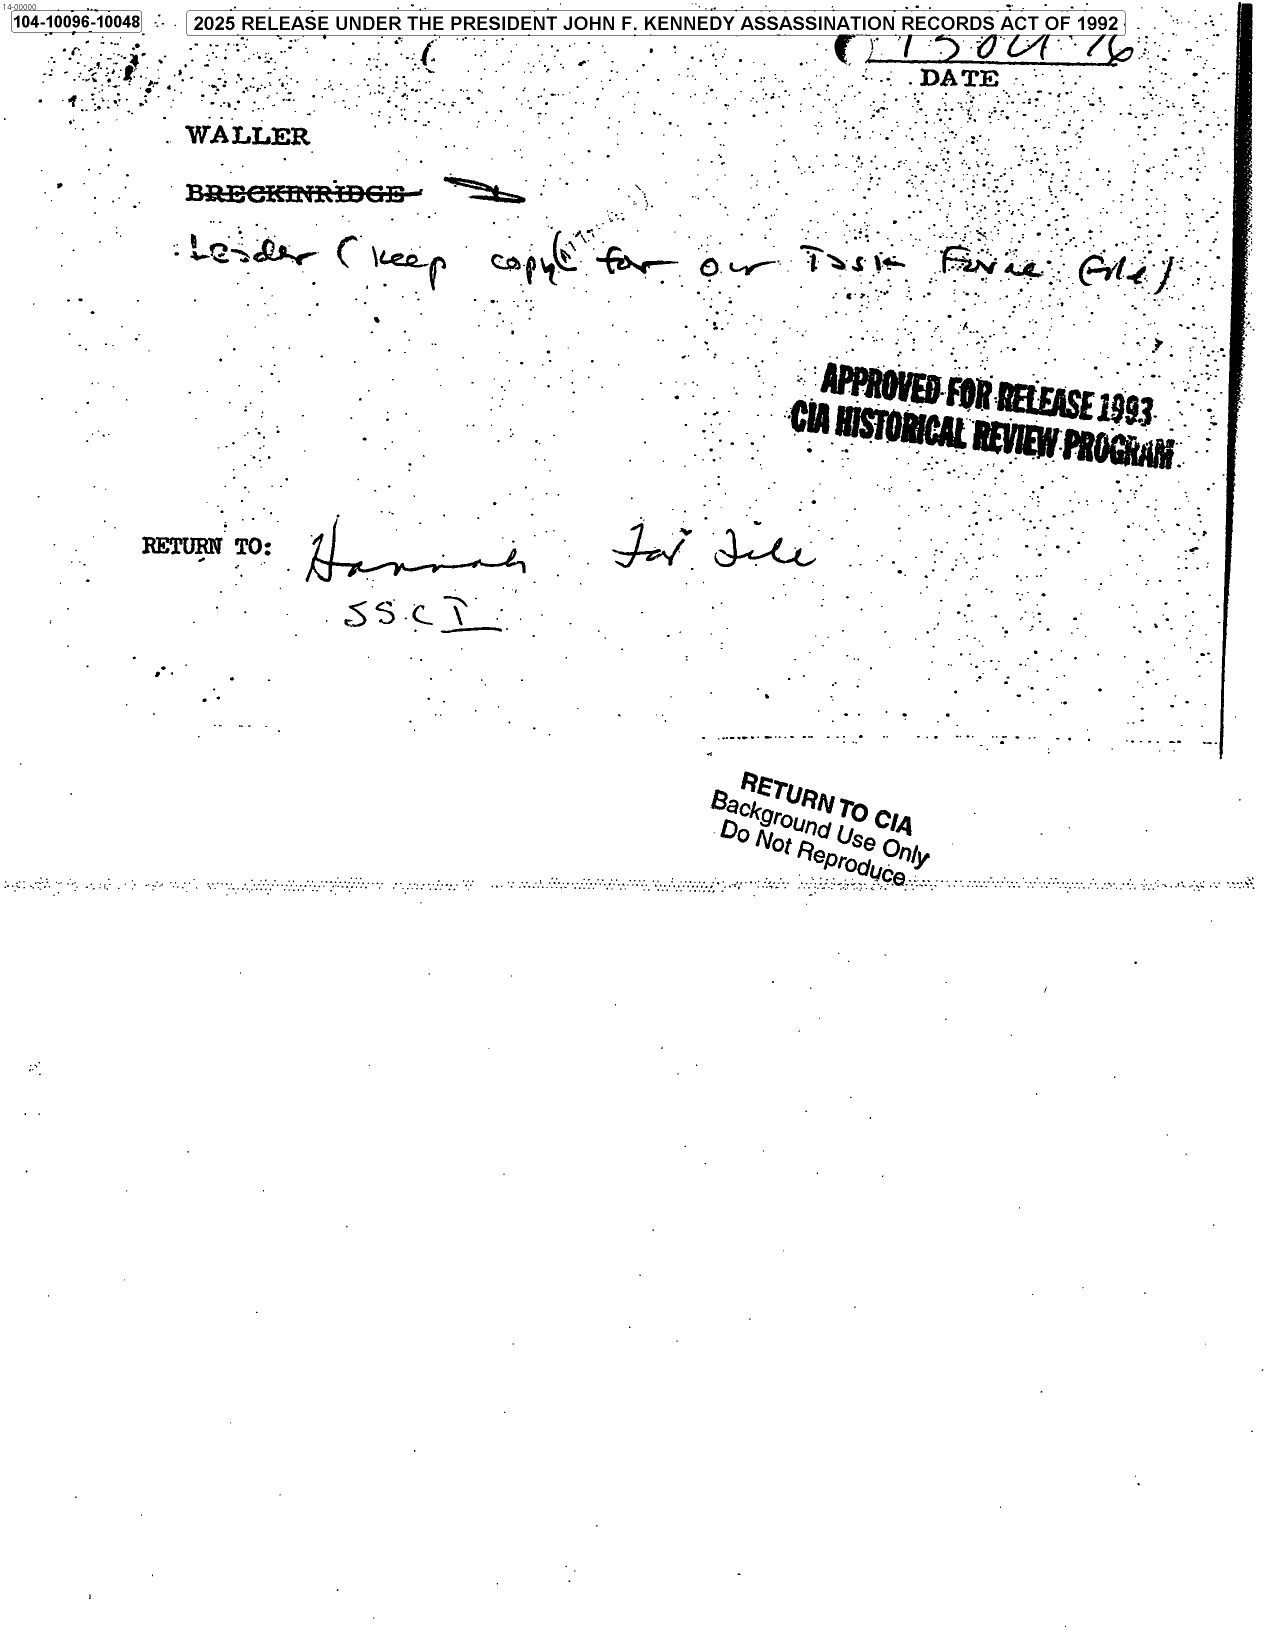 14-00000
104-10096-10048
2025 RELEASE UNDER THE PRESIDENT JOHN F. KENNEDY ASSASSINATION RECORDS ACT OF 1992
15 Oct 76
DATE
WALLER
BRECKINRIDGE
Leader (keep copy for our Task Force file)
APPROVED FOR RELEASE 1993
CIA HISTORICAL REVIEW PROGRAM
RETURN TO: Hannah For File
SSCI
RETURN TO CIA
Background Use Only
Do Not Reproduce